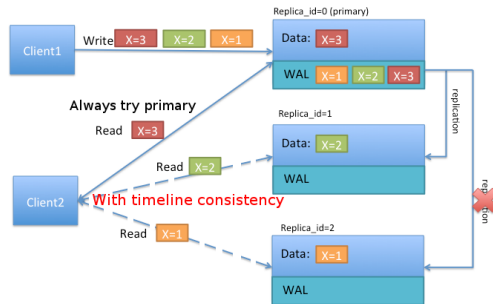 Replica_id=0 (primary)
Client1
Write
X=3
X=2
X=1
Data:
X=3
WAL
X=1
X=2
X=3
Always try primary
Read
X=3
replication
Replica_id=1
Data:
X=2
WAL
Read
X=2
Client2
With timeline consistency
Read
X=1
Replica_id=2
Data:
X=1
WAL